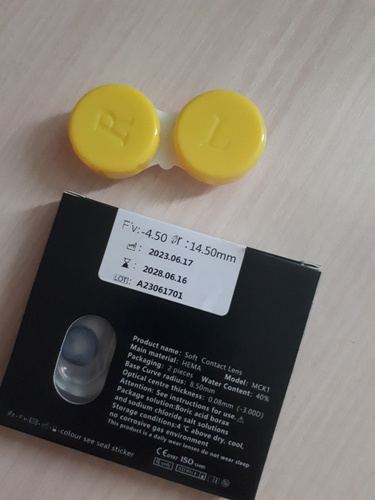 R L
F'v:-4.50 Ør:14.50mm
2023.06.17
2028.06.16
LOT: A23061701
Product name: Soft Contact Lens
Main material: HEMA Model: MCK1
Packaging: 2 pieces Water Content: 40%
Base Curve radius: 8.50mm
Optical centre thickness: 0.08mm (-3.00D)
Attention: See instructions for use.
Package solution:Boric acid borax
and sodium chloride salt solutions
Storage conditions:4 °C above dry, cool,
no corrosive gas environment
This product is a daily wear lenses do not wear sleep
-colour see seal sticker
CE ISO